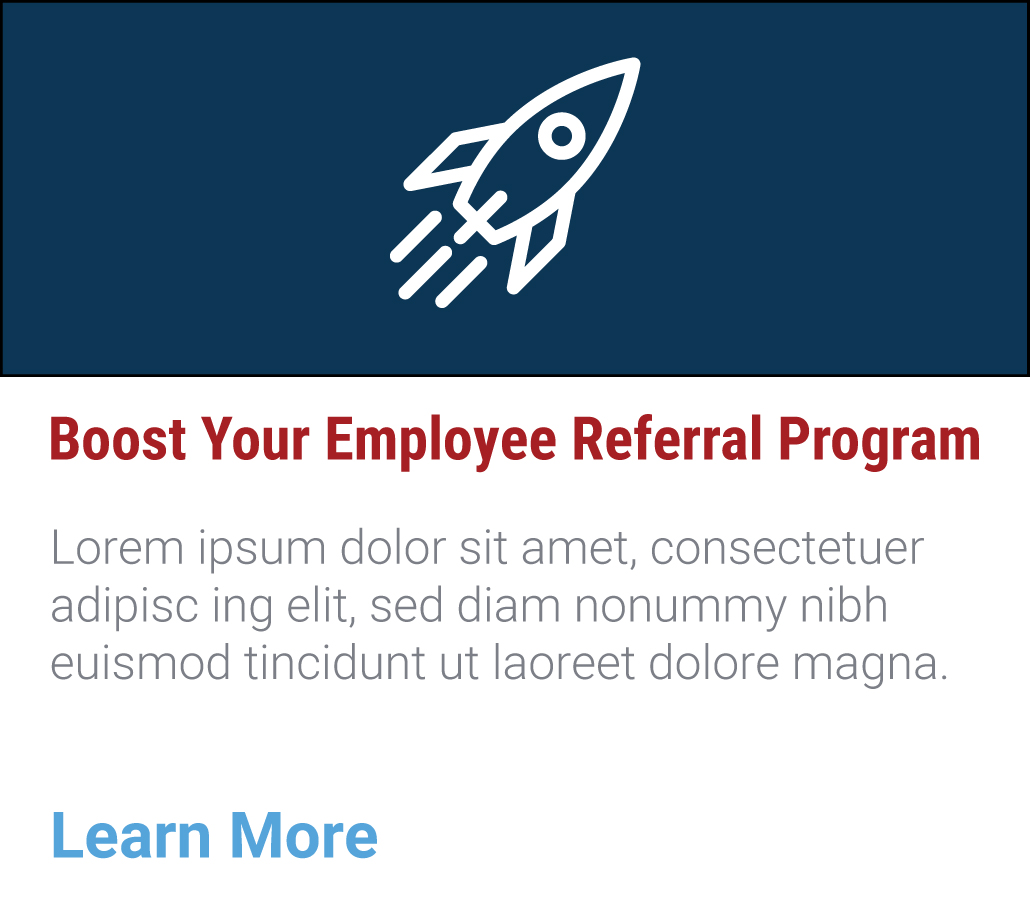 Boost Your Employee Referral Program
Lorem ipsum dolor sit amet, consectetuer
adipisc ing elit, sed diam nonummy nibh
euismod tincidunt ut laoreet dolore magna.
Learn More